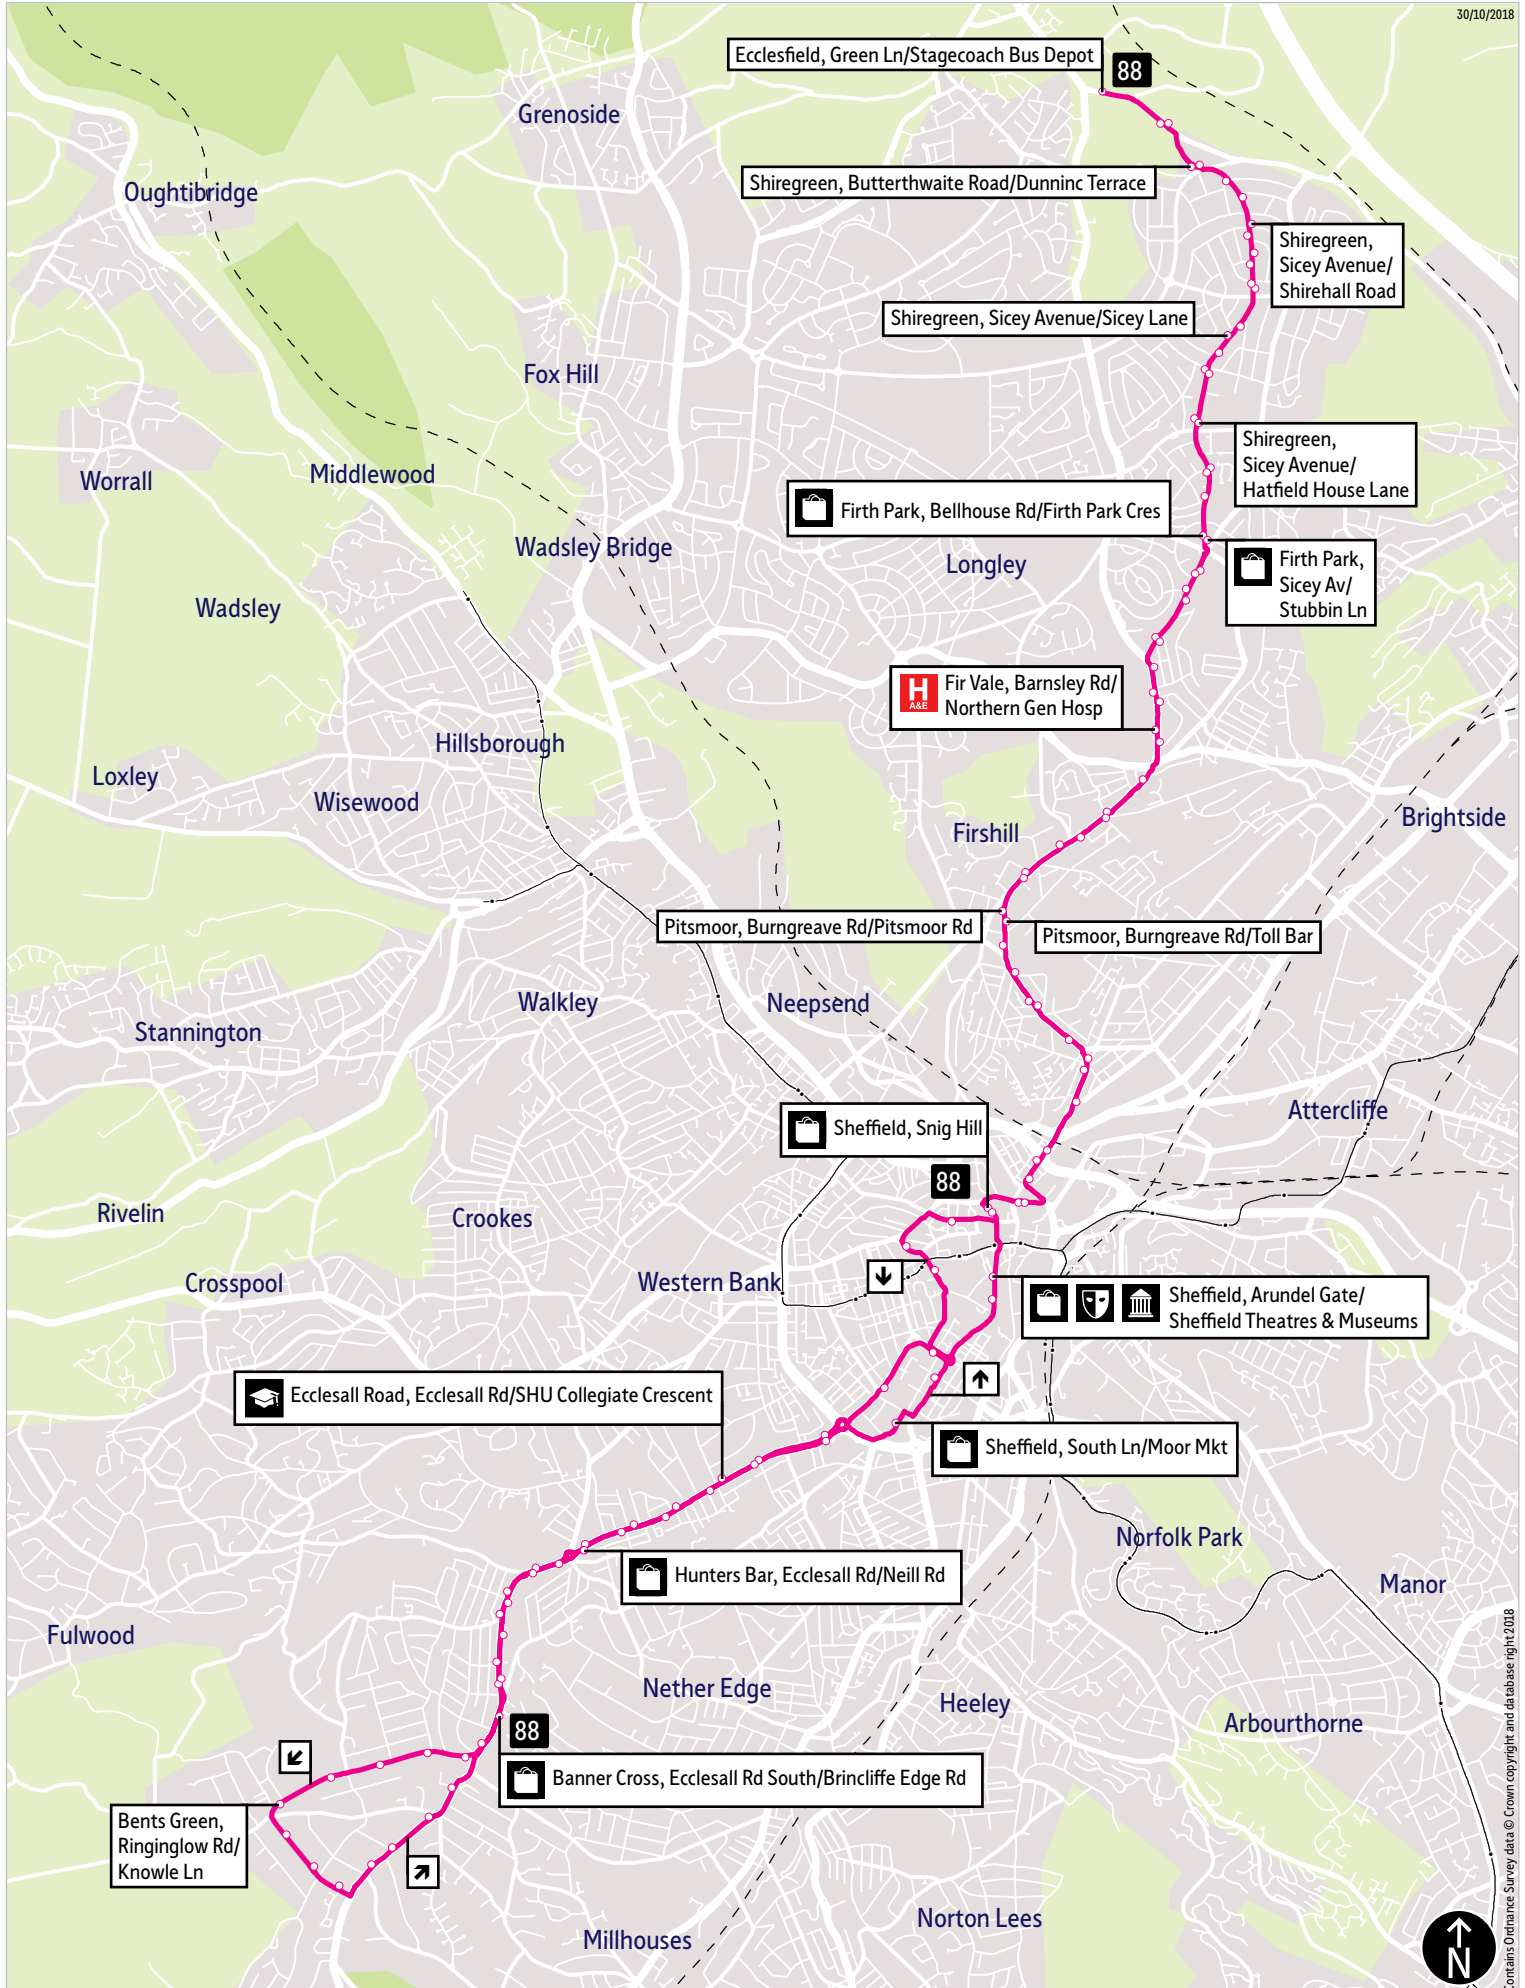 30/10/2018
Ecclesfield, Green Ln/Stagecoach Bus Depot
88
Grenoside
Shiregreen, Butterthwaite Road/Dunninc Terrace
Oughtibridge
Shiregreen,
Sicey Avenue/
Shirehall Road
Shiregreen, Sicey Avenue/Sicey Lane
Fox Hill
Shiregreen,
Sicey Avenue/
Hatfield House Lane
Worrall
Middlewood
Firth Park, Bellhouse Rd/Firth Park Cres
Wadsley Bridge
Longley
Firth Park,
Sicey Av/
Stubbin Ln
Wadsley
H
A&E
Fir Vale, Barnsley Rd/
Northern Gen Hosp
Hillsborough
Loxley
Wisewood
Brightside
Firshill
Pitsmoor, Burngreave Rd/Pitsmoor Rd
Pitsmoor, Burngreave Rd/Toll Bar
Walkley
Neepsend
Stannington
Attercliffe
Sheffield, Snig Hill
88
Rivelin
Crookes
Crosspool
Western Bank
Sheffield, Arundel Gate/
Sheffield Theatres & Museums
Ecclesall Road, Ecclesall Rd/SHU Collegiate Crescent
Sheffield, South Ln/Moor Mkt
Norfolk Park
Hunters Bar, Ecclesall Rd/Neill Rd
Manor
Fulwood
Nether Edge
Heeley
Arbourthorne
88
Banner Cross, Ecclesall Rd South/Brincliffe Edge Rd
Bents Green,
Ringinglow Rd/
Knowle Ln
Norton Lees
Millhouses
N
ontains Ordnance Survey data © Crown copyright and database right 2018